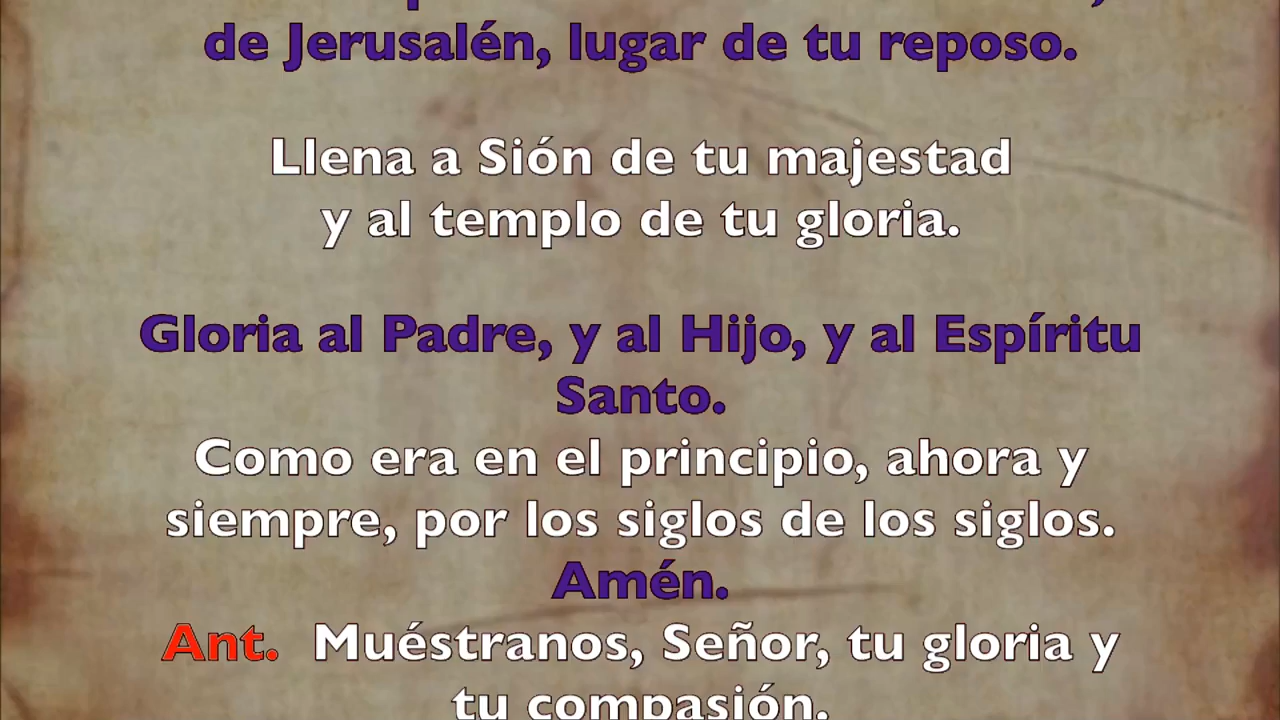 de Jerusalén, lugar de tu reposo.
Llena a Sión de tu majestad
y al templo de tu gloria.
Gloria al Padre, y al Hijo, y al Espíritu
Santo.
Como era en el principio, ahora y
siempre, por los siglos de los siglos.
Amén.
Ant. Muéstranos, Señor, tu gloria y
tu compasión.